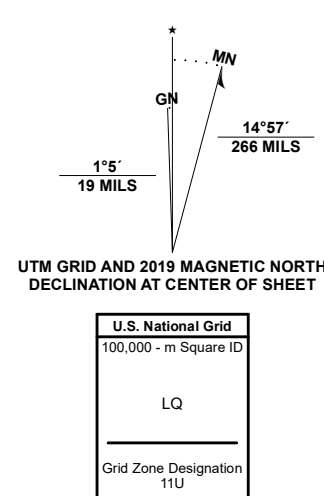 ★
MN
GN
14°57´
266 MILS
1°5´
19 MILS
UTM GRID AND 2019 MAGNETIC NORTH
DECLINATION AT CENTER OF SHEET
U.S. National Grid
100,000 - m Square ID
LQ
Grid Zone Designation
11U